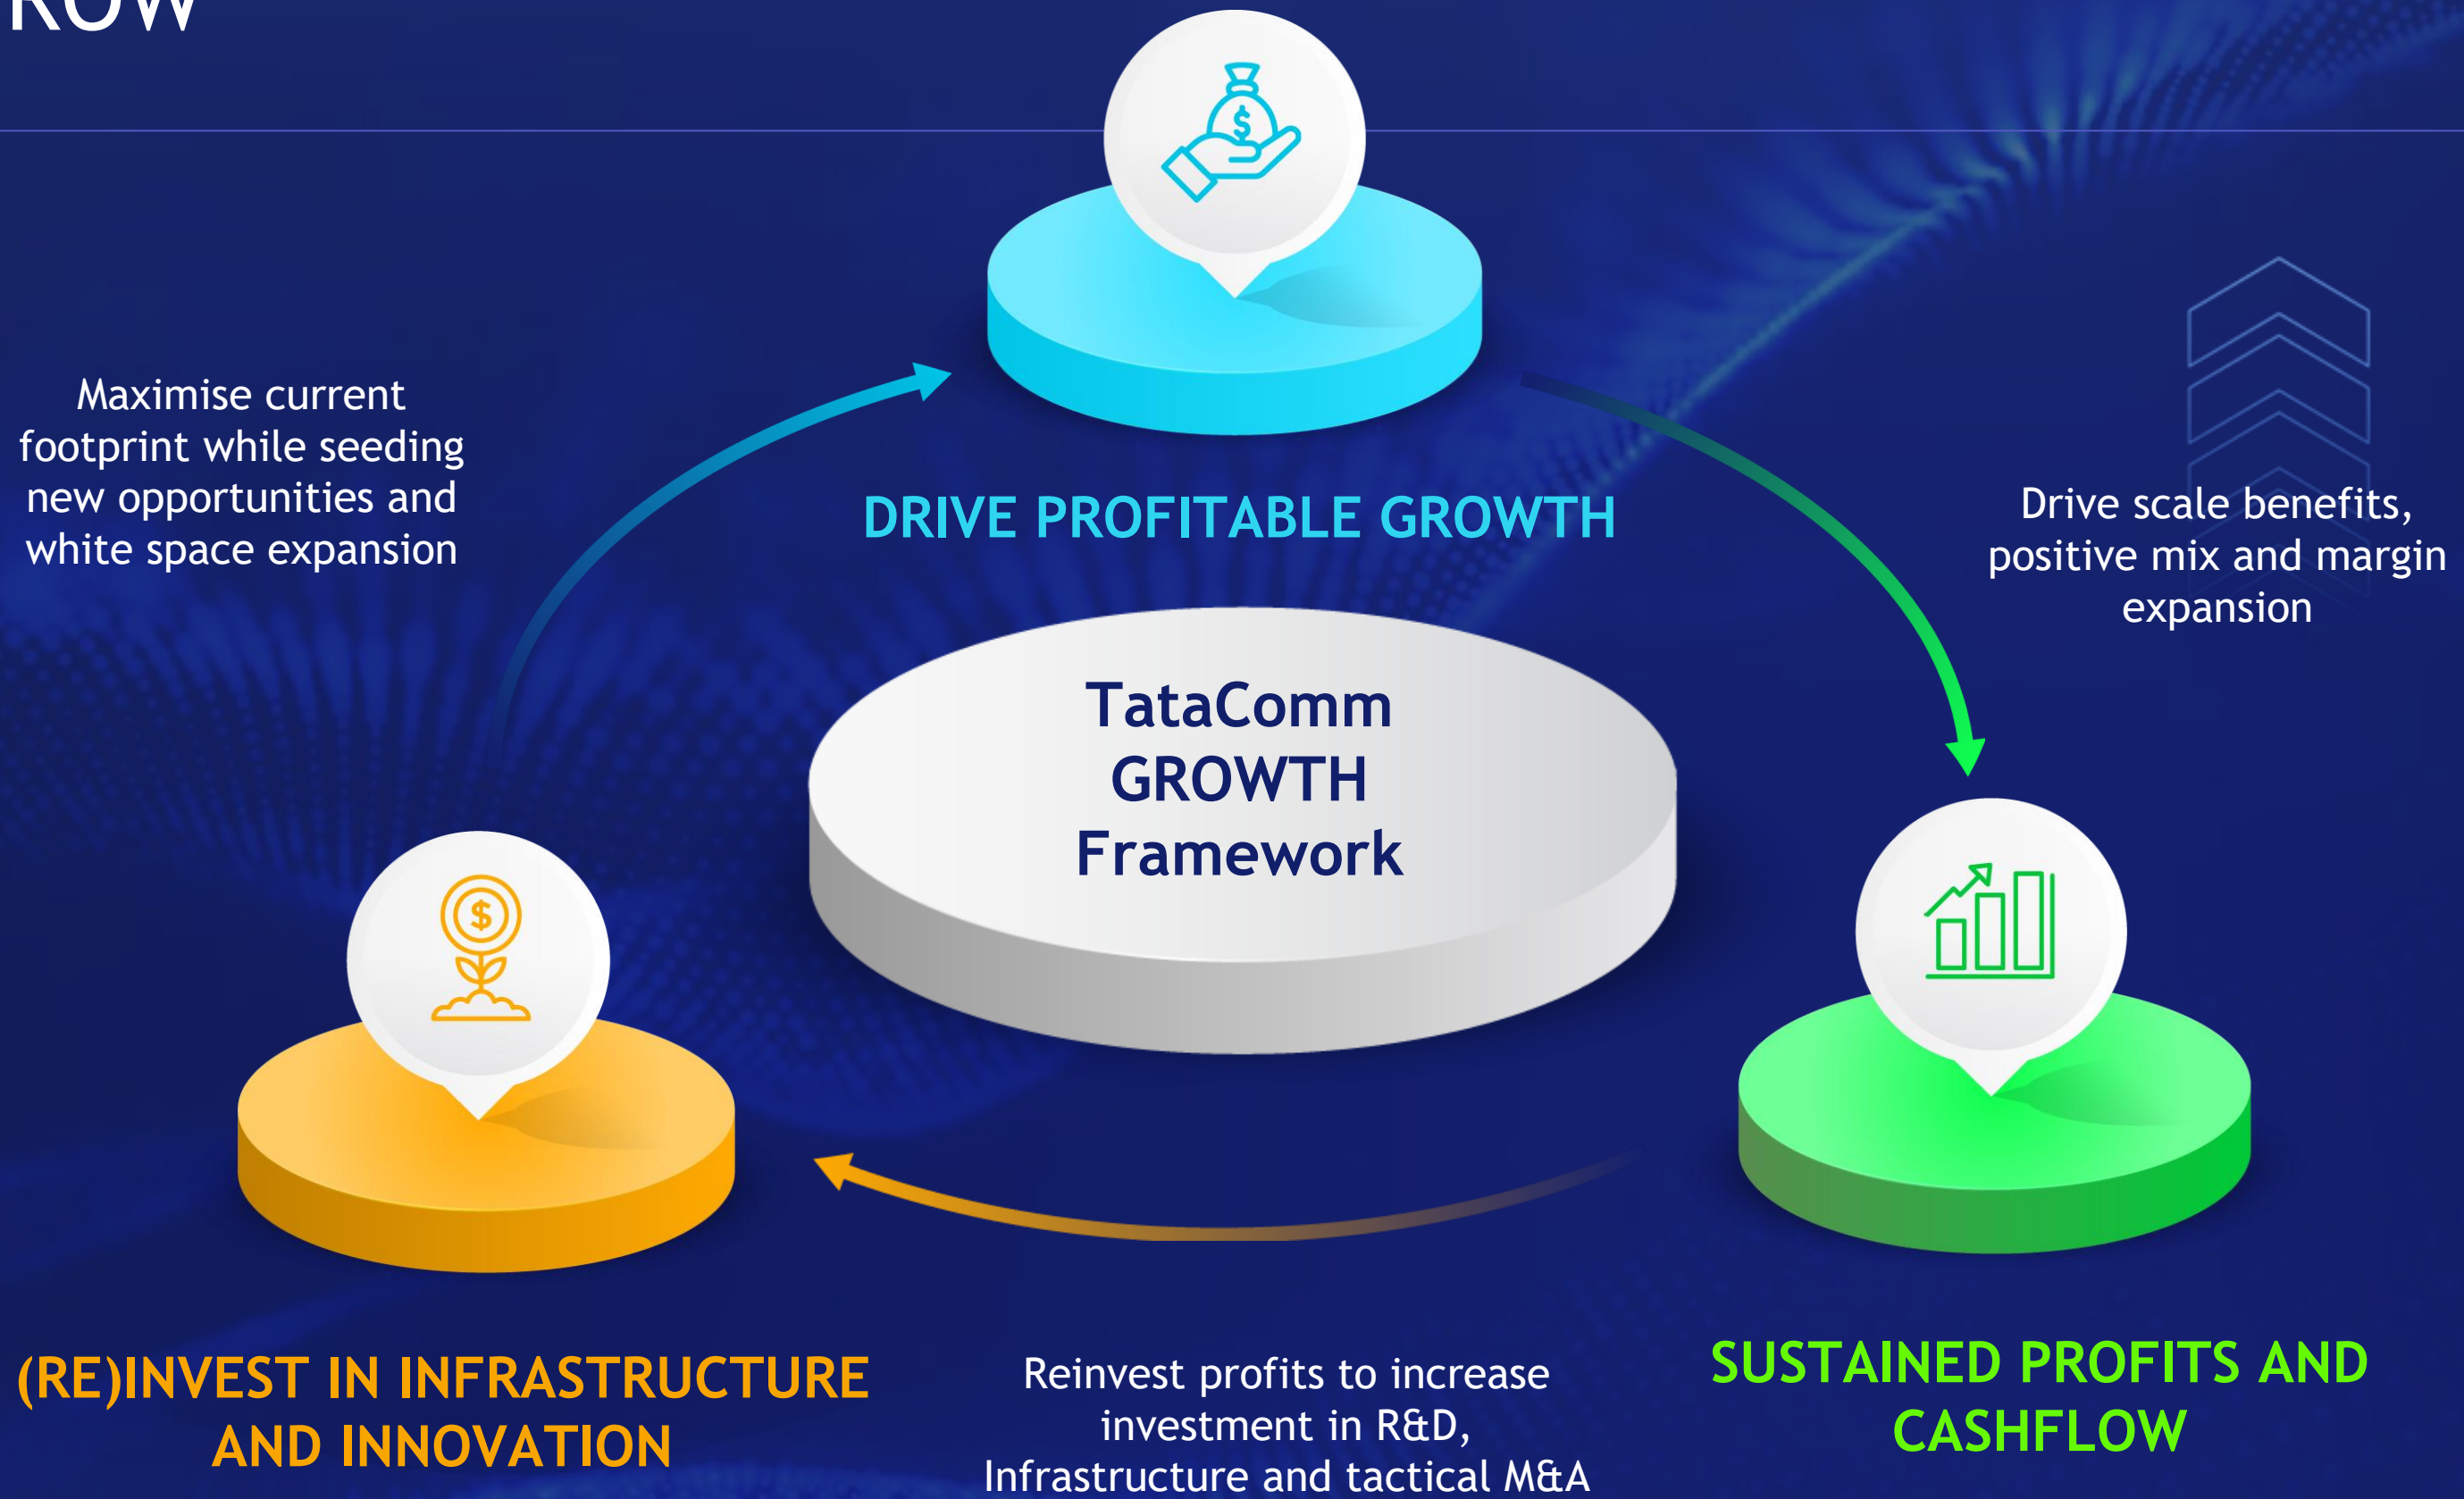 ROW
Maximise current
footprint while seeding
new opportunities and
white space expansion
DRIVE PROFITABLE GROWTH
Drive scale benefits,
positive mix and margin
expansion
TataComm
GROWTH
Framework
(RE)INVEST IN INFRASTRUCTURE
AND INNOVATION
Reinvest profits to increase
investment in R&D,
Infrastructure and tactical M&A
SUSTAINED PROFITS AND
CASHFLOW